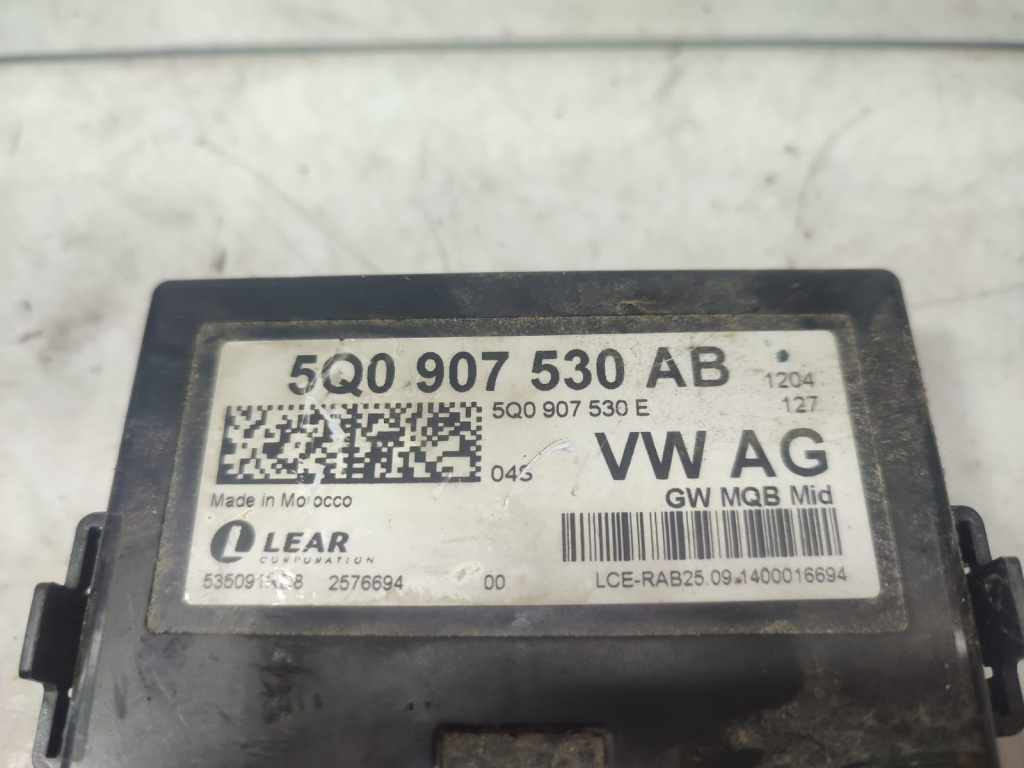 5Q0 907 530 AB 1204
5Q0 907 530 E 127
04S VW AG
Made in Morocco GW MQB Mid
LEAR
CORPORATION
2576694 00 LCE-RAB25.09.1400016694